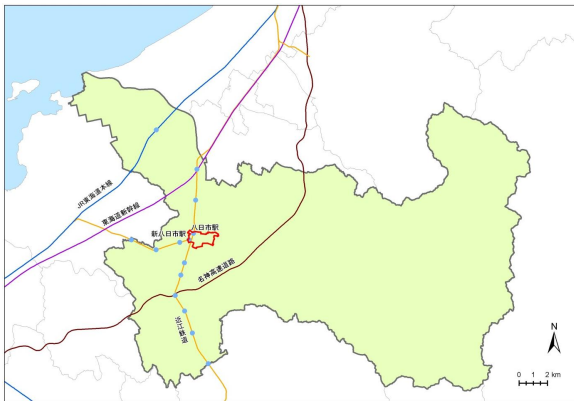 JR東海道本線
東海道新幹線
新八日市駅
八日市駅
名神高速道路
近江鉄道
N
0 1 2 km